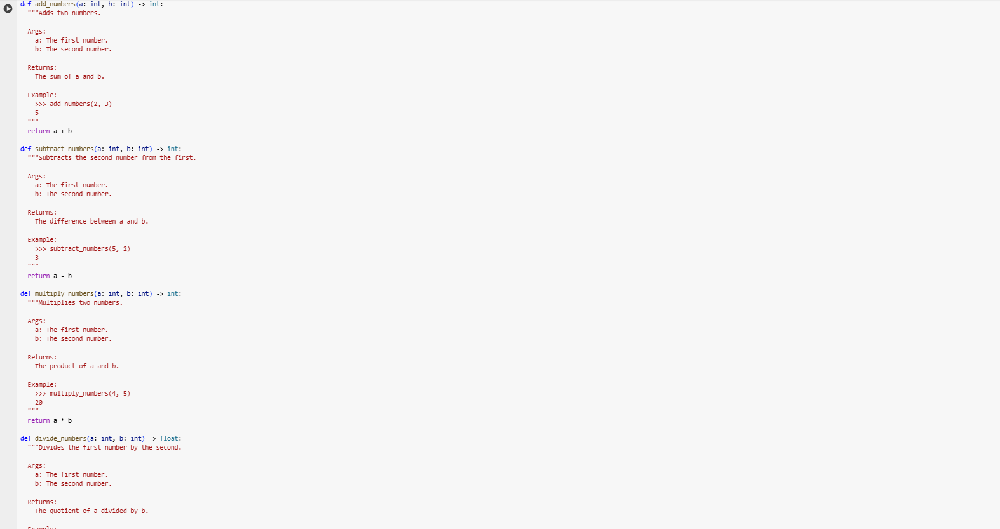 def add_numbers(a: int, b: int) -> int:
  """Adds two numbers.

  Args:
    a: The first number.
    b: The second number.

  Returns:
    The sum of a and b.

  Example:
    >>> add_numbers(2, 3)
    5
  """
  return a + b

def subtract_numbers(a: int, b: int) -> int:
  """Subtracts the second number from the first.

  Args:
    a: The first number.
    b: The second number.

  Returns:
    The difference between a and b.

  Example:
    >>> subtract_numbers(5, 2)
    3
  """
  return a - b

def multiply_numbers(a: int, b: int) -> int:
  """Multiplies two numbers.

  Args:
    a: The first number.
    b: The second number.

  Returns:
    The product of a and b.

  Example:
    >>> multiply_numbers(4, 5)
    20
  """
  return a * b

def divide_numbers(a: int, b: int) -> float:
  """Divides the first number by the second.

  Args:
    a: The first number.
    b: The second number.

  Returns:
    The quotient of a divided by b.

  Example: